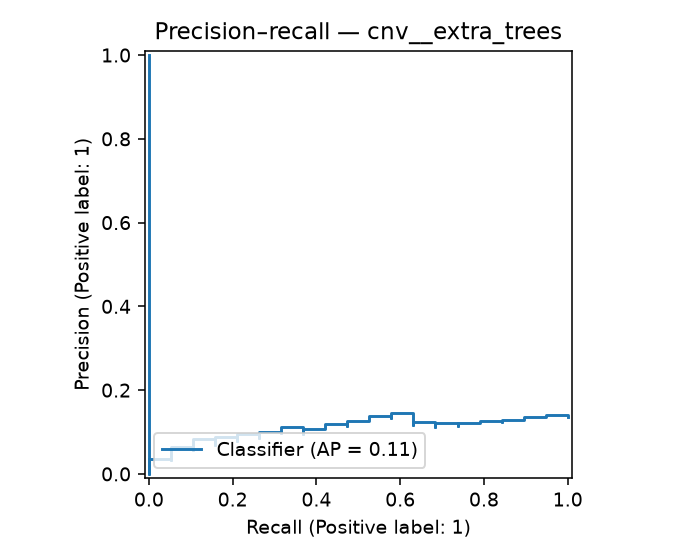 Precision–recall — cnv__extra_trees
1.0
0.8
0.6
0.4
0.2
0.0
Precision (Positive label: 1)
Classifier (AP = 0.11)
0.0 0.2 0.4 0.6 0.8 1.0
Recall (Positive label: 1)